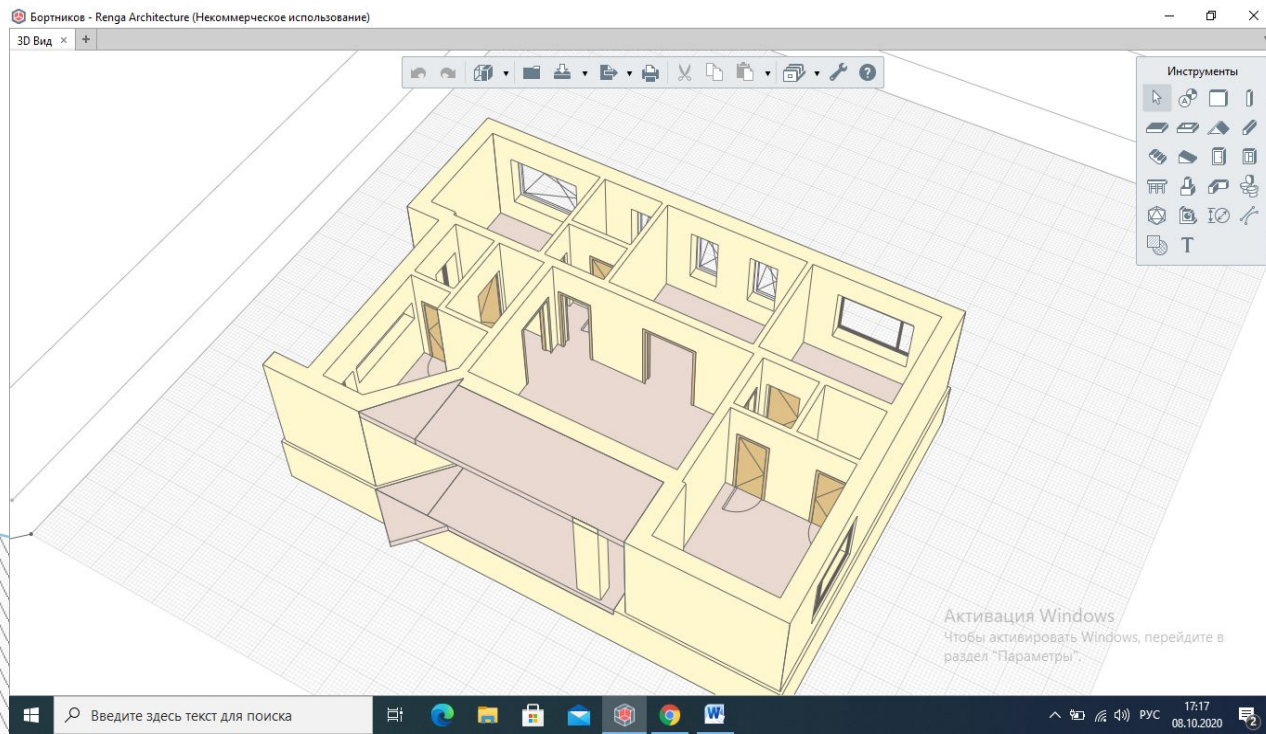 Бортников - Renga Architecture (Некоммерческое использование)
3D Вид
Инструменты
Активация Windows
Чтобы активировать Windows, перейдите в
раздел "Параметры".
Введите здесь текст для поиска
РУС
17:17
08.10.2020
2